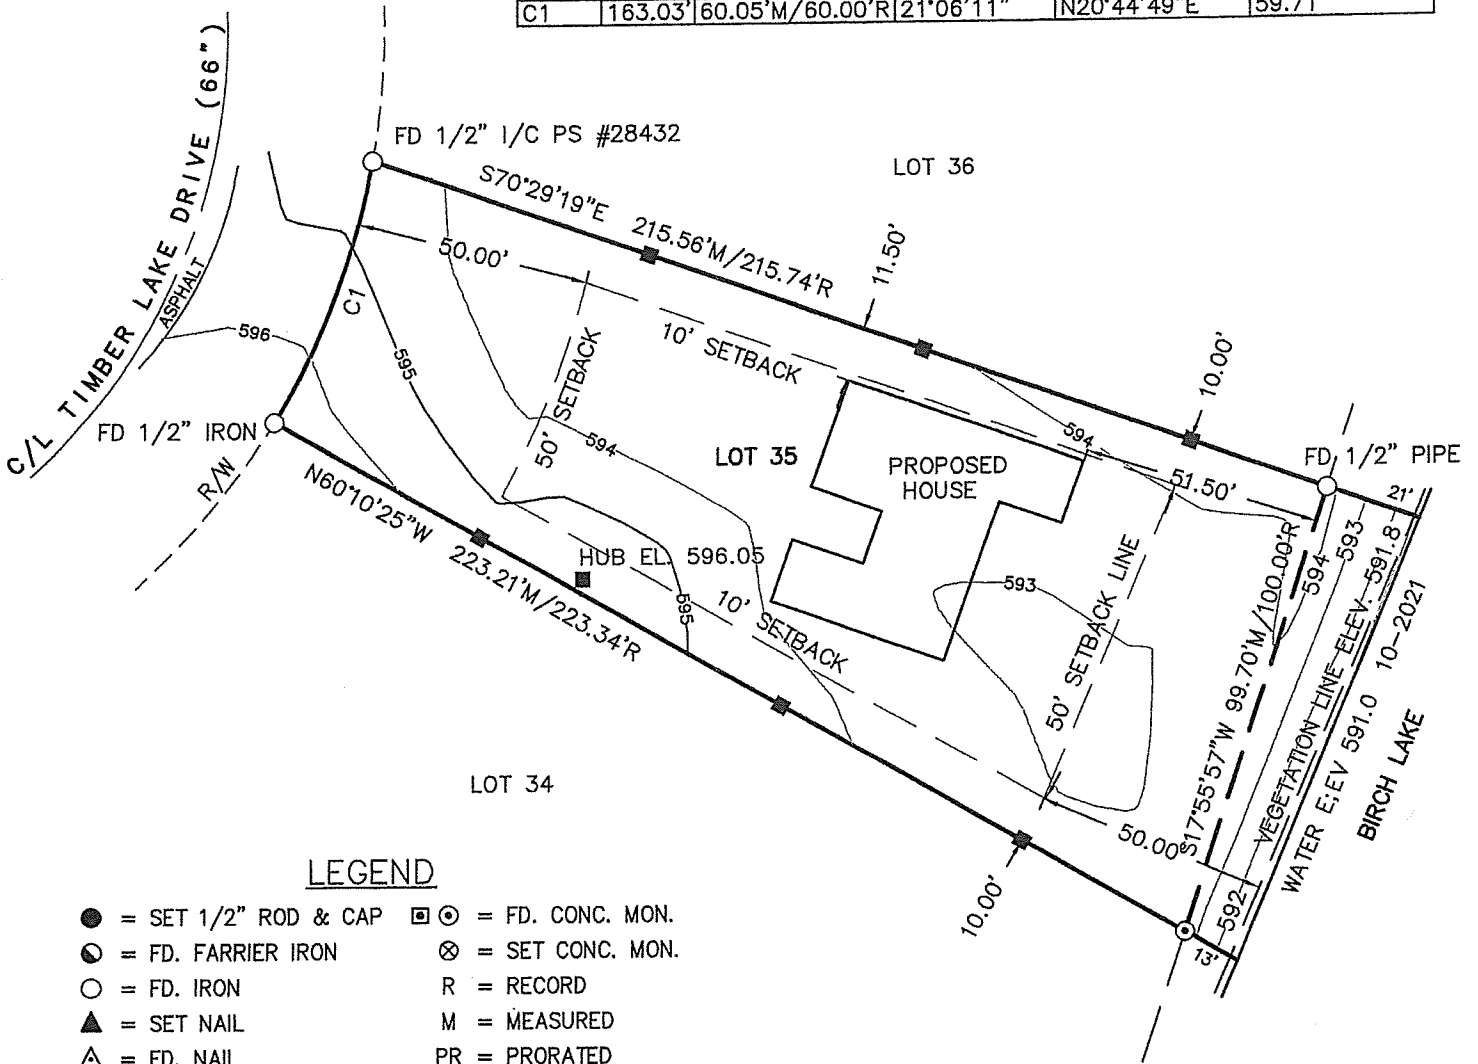 C1 163.03' 60.05'M/60.00'R 21°06'11" N20°44'49"E 59.71'
C/L TIMBER LAKE DRIVE (66")
ASPHALT
FD 1/2" I/C PS #28432
LOT 36
S70°29'19"E 215.56'M/215.74'R
11.50'
50.00'
C1
596
595
10' SETBACK
50' SETBACK
10.00'
FD 1/2" IRON
R/W
594
594
LOT 35
PROPOSED
HOUSE
51.50'
FD 1/2" PIPE
21'
N60°10'25"W 223.21'M/223.34'R
HUB EL. 596.05
595
10' SETBACK
593
50' SETBACK LINE
S17°55'57"W 99.70'M/100.00'R
594
593
592
VEGETATION LINE ELEV. 591.8
WATER E;EV 591.0 10-2021
BIRCH LAKE
50.00'
10.00'
13'
LOT 34
LEGEND
= SET 1/2" ROD & CAP
= FD. CONC. MON.
= FD. FARRIER IRON
= SET CONC. MON.
= FD. IRON
R = RECORD
= SET NAIL
M = MEASURED
= FD. NAIL
PR = PRORATED